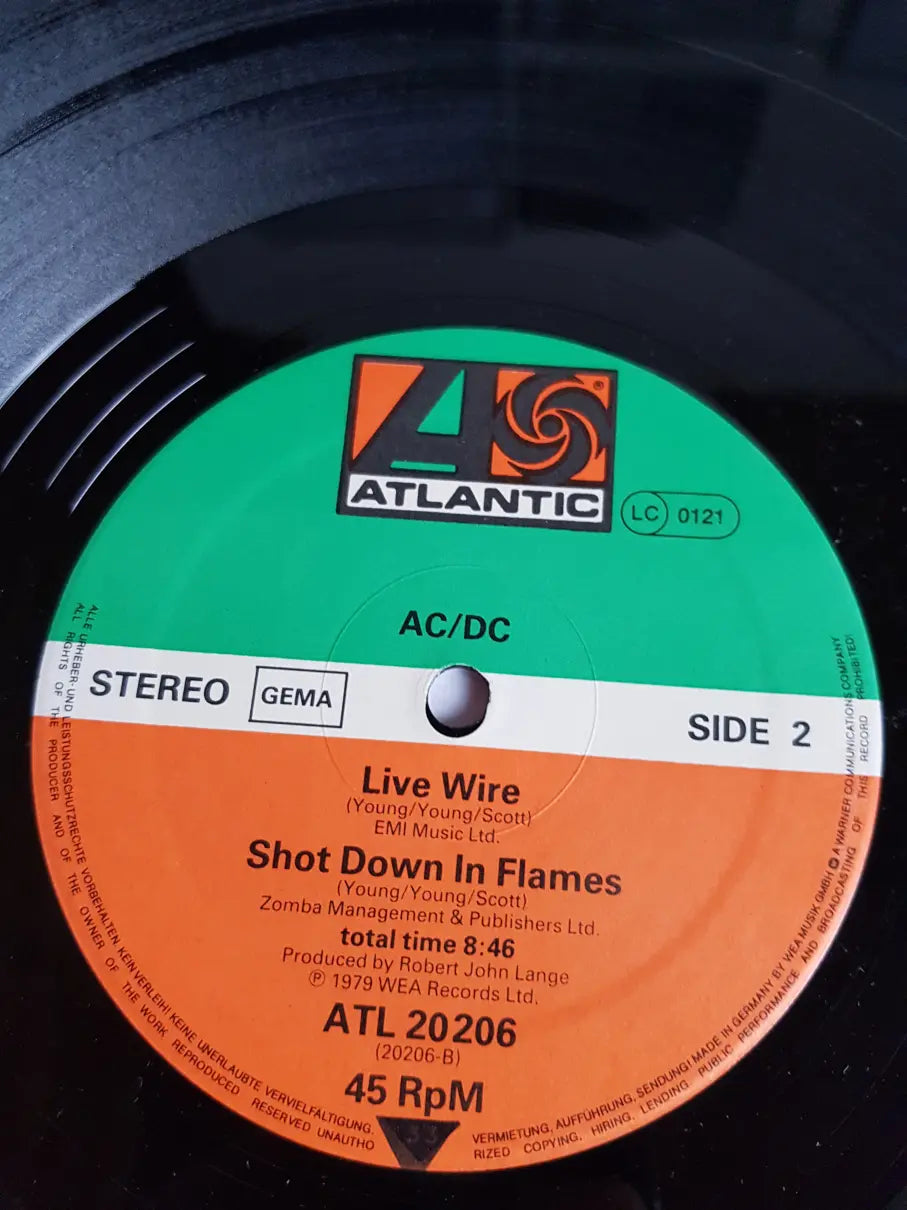 ATLANTIC
®
LC 0121
AC/DC
STEREO
GEMA
SIDE 2
Live Wire
(Young/Young/Scott)
EMI Music Ltd.
Shot Down In Flames
(Young/Young/Scott)
Zomba Management & Publishers Ltd.
total time 8:46
Produced by Robert John Lange
℗ 1979 WEA Records Ltd.
ATL 20206
(20206-B)
45 RpM
33
ALLE URHEBER- UND LEISTUNGSSCHUTZRECHTE VORBEHALTEN. KEIN VERLEIH! KEINE UNERLAUBTE VERVIELFÄLTIGUNG,
VERMIETUNG, AUFFÜHRUNG, SENDUNG! MADE IN GERMANY BY WEA MUSIK GMBH A WARNER COMMUNICATIONS COMPANY
ALL RIGHTS OF THE PRODUCER AND OF THE OWNER OF THE WORK REPRODUCED RESERVED UNAUTHO
RIZED COPYING, HIRING, LENDING, PUBLIC PERFORMANCE AND BROADCASTING OF THIS RECORD PROHIBITED!